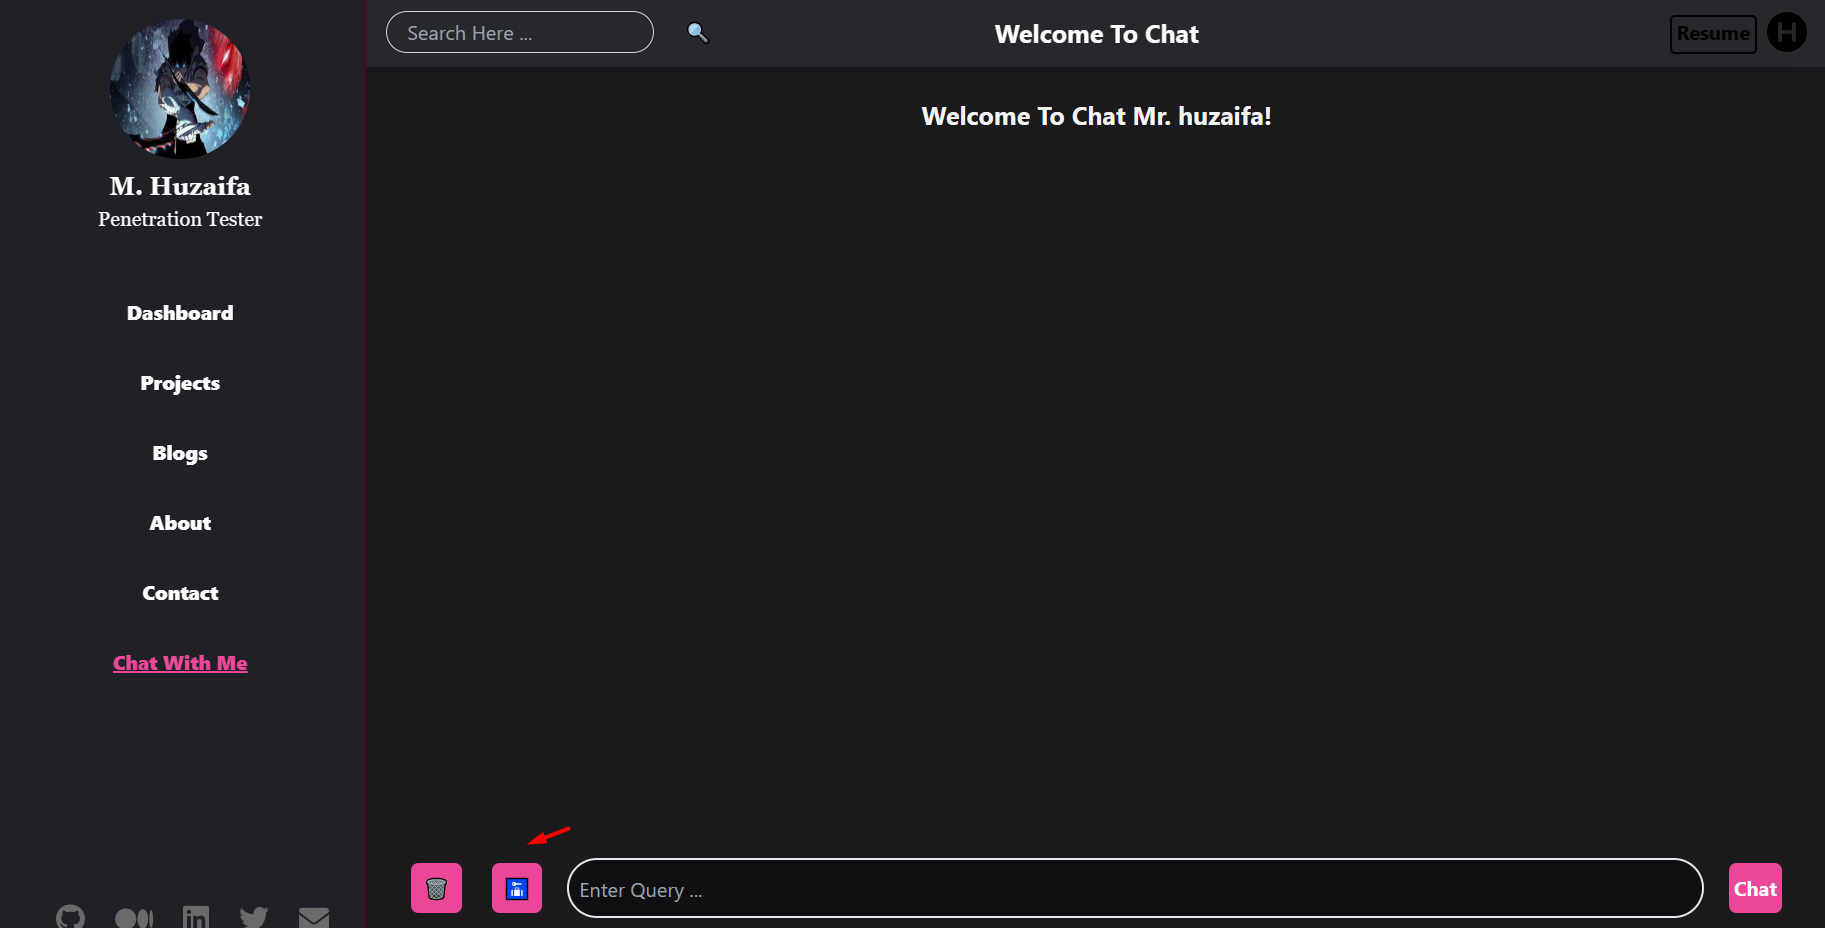 M. Huzaifa
Penetration Tester
Dashboard
Projects
Blogs
About
Contact
Chat With Me
Search Here ...
Welcome To Chat
Resume
H
Welcome To Chat Mr. huzaifa!
Enter Query ...
Chat